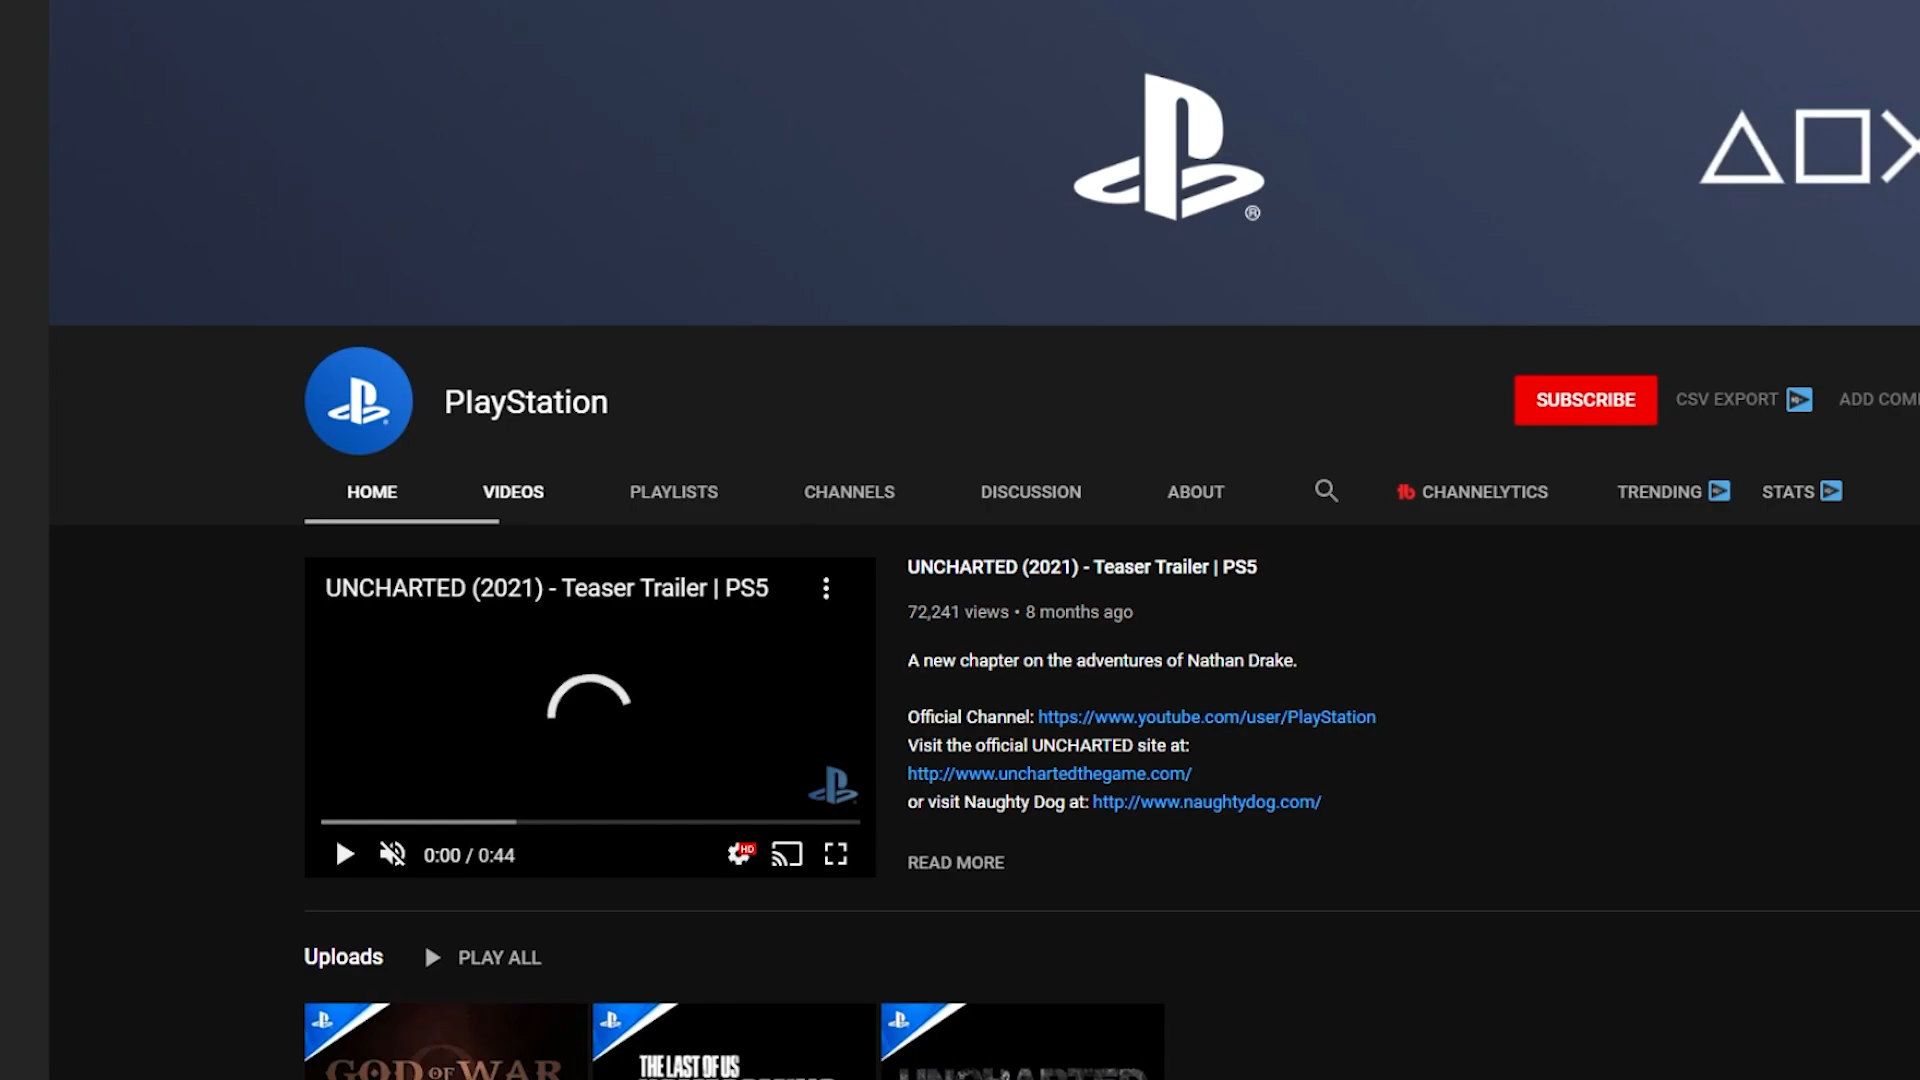 ®
PlayStation
SUBSCRIBE
CSV EXPORT
ADD COM
HOME
VIDEOS
PLAYLISTS
CHANNELS
DISCUSSION
ABOUT
tb CHANNELYTICS
TRENDING
STATS
UNCHARTED (2021) - Teaser Trailer | PS5
0:00 / 0:44
HD
UNCHARTED (2021) - Teaser Trailer | PS5
72,241 views • 8 months ago
A new chapter on the adventures of Nathan Drake.
Official Channel: https://www.youtube.com/user/PlayStation
Visit the official UNCHARTED site at:
http://www.unchartedthegame.com/
or visit Naughty Dog at: http://www.naughtydog.com/
READ MORE
Uploads
PLAY ALL
GOD OF WAR
THE LAST OF US
UNCHARTED